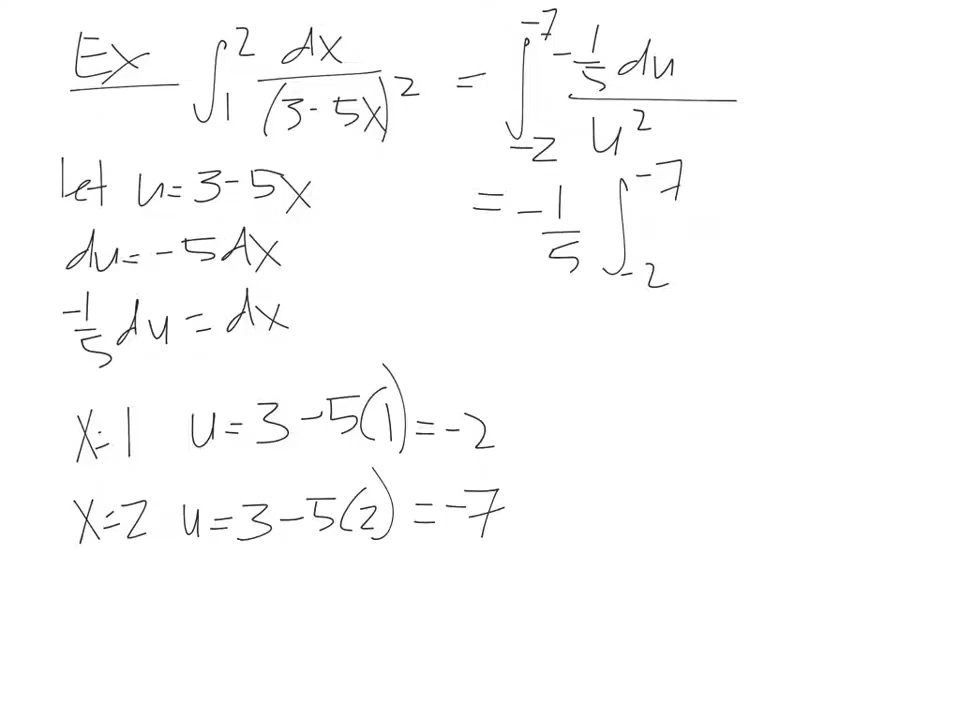 Ex ∫₁² dx/(3-5x)² = ∫₋₂⁻⁷ -1/5 du/u²
let u=3-5x
du=-5dx
-1/5 du=dx
x=1 u=3-5(1)=-2
x=2 u=3-5(2)=-7
= -1/5 ∫₋₂⁻⁷